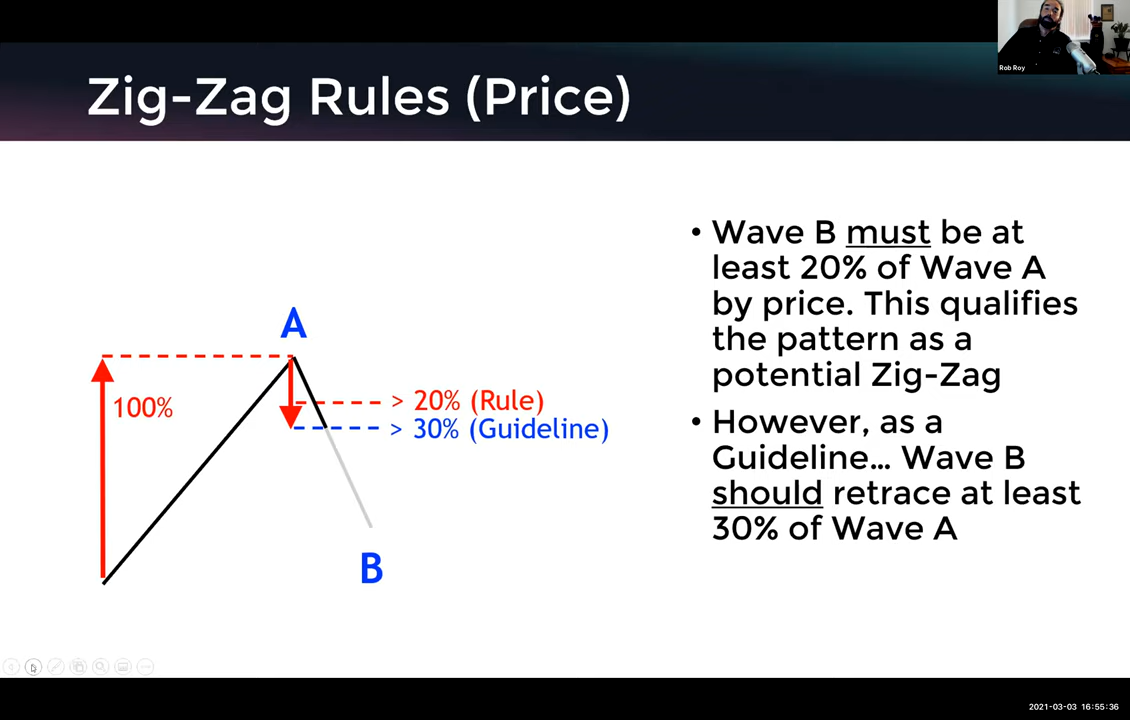 Rob Roy
Zig-Zag Rules (Price)
• Wave B must be at
least 20% of Wave A
by price. This qualifies
the pattern as a
potential Zig-Zag
• However, as a
Guideline... Wave B
should retrace at least
30% of Wave A
A
100%
> 20% (Rule)
> 30% (Guideline)
B
2021-03-03 16:55:36